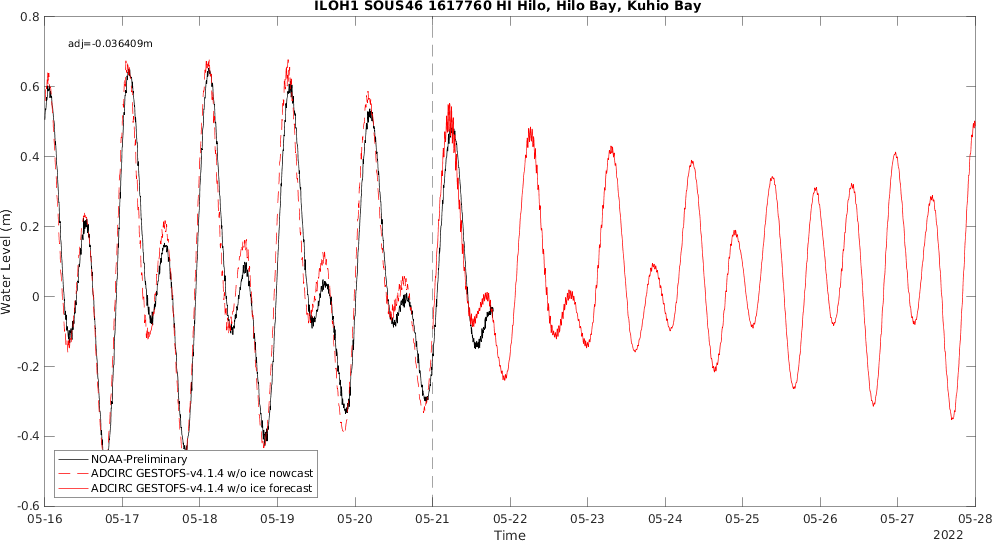 ILOH1 SOUS46 1617760 HI Hilo, Hilo Bay, Kuhio Bay
0.8
adj=-0.036409m
0.6
0.4
0.2
0
-0.2
-0.4
-0.6
Water Level (m)
NOAA-Preliminary
ADCIRC GESTOFS-v4.1.4 w/o ice nowcast
ADCIRC GESTOFS-v4.1.4 w/o ice forecast
05-16 05-17 05-18 05-19 05-20 05-21 05-22 05-23 05-24 05-25 05-26 05-27 05-28
Time
2022